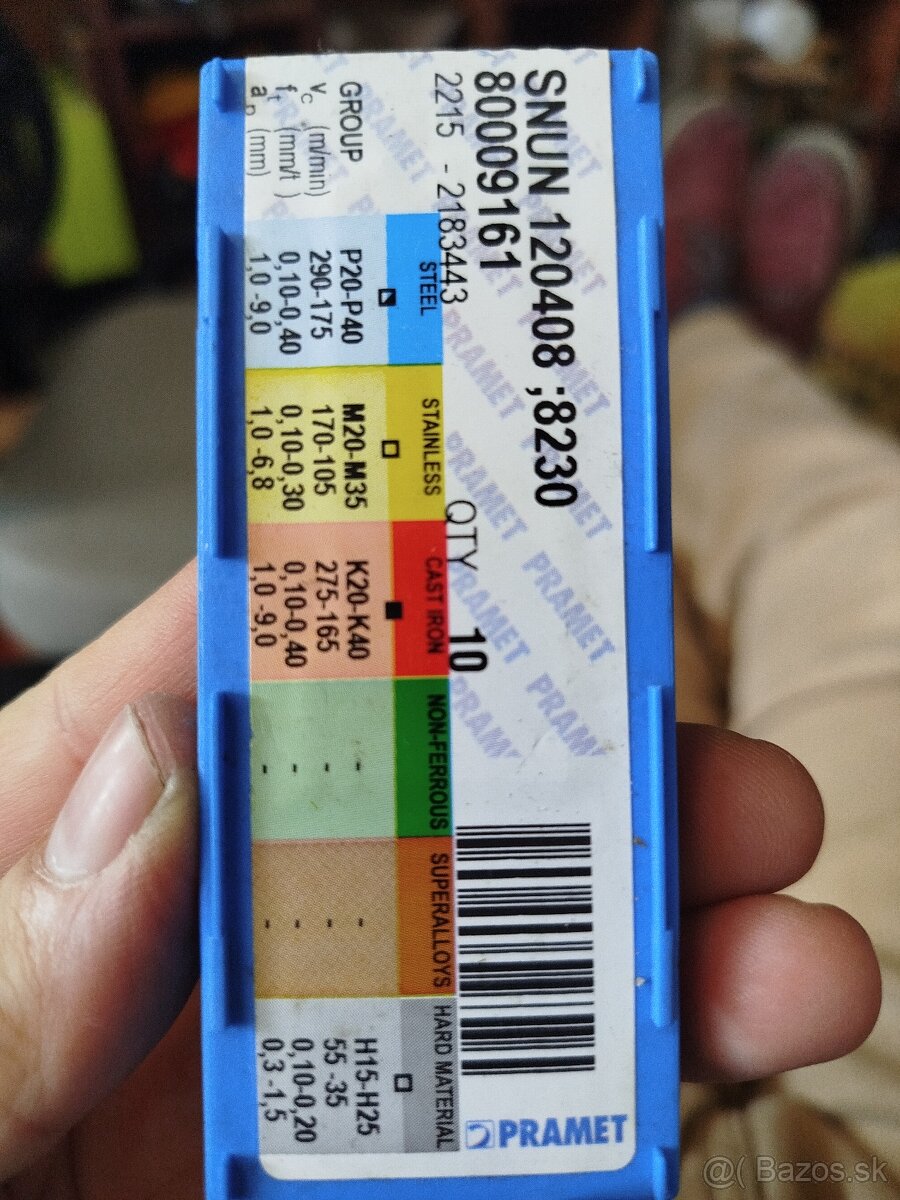 SNUN 120408 ;8230
80009161
2215 - 2183443 QTY 10
STEEL STAINLESS CAST IRON NON-FERROUS SUPERALLOYS HARD MATERIAL
GROUP P20-P40 M20-M35 K20-K40 - - H15-H25
vc (m/min) 290-175 170-105 275-165 - - 55 -35
ft (mm/t) 0,10-0,40 0,10-0,30 0,10-0,40 - - 0,10-0,20
ap (mm) 1,0 -9,0 1,0 -6,8 1,0 -9,0 - - 0,3 -1,5
PRAMET
@( Bazos.sk